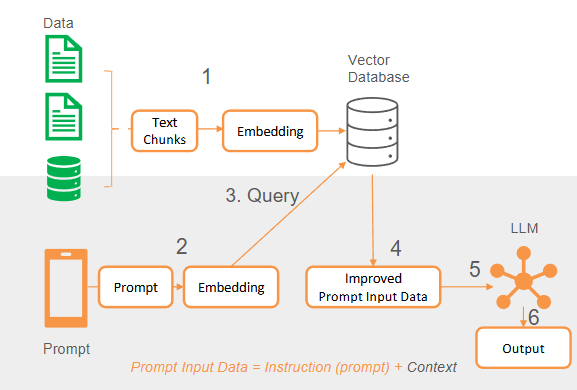 Data
1
Vector
Database
Text
Chunks
Embedding
3. Query
2
4
LLM
5
Prompt
Embedding
Improved
Prompt Input Data
6
Output
Prompt
Prompt Input Data = Instruction (prompt) + Context